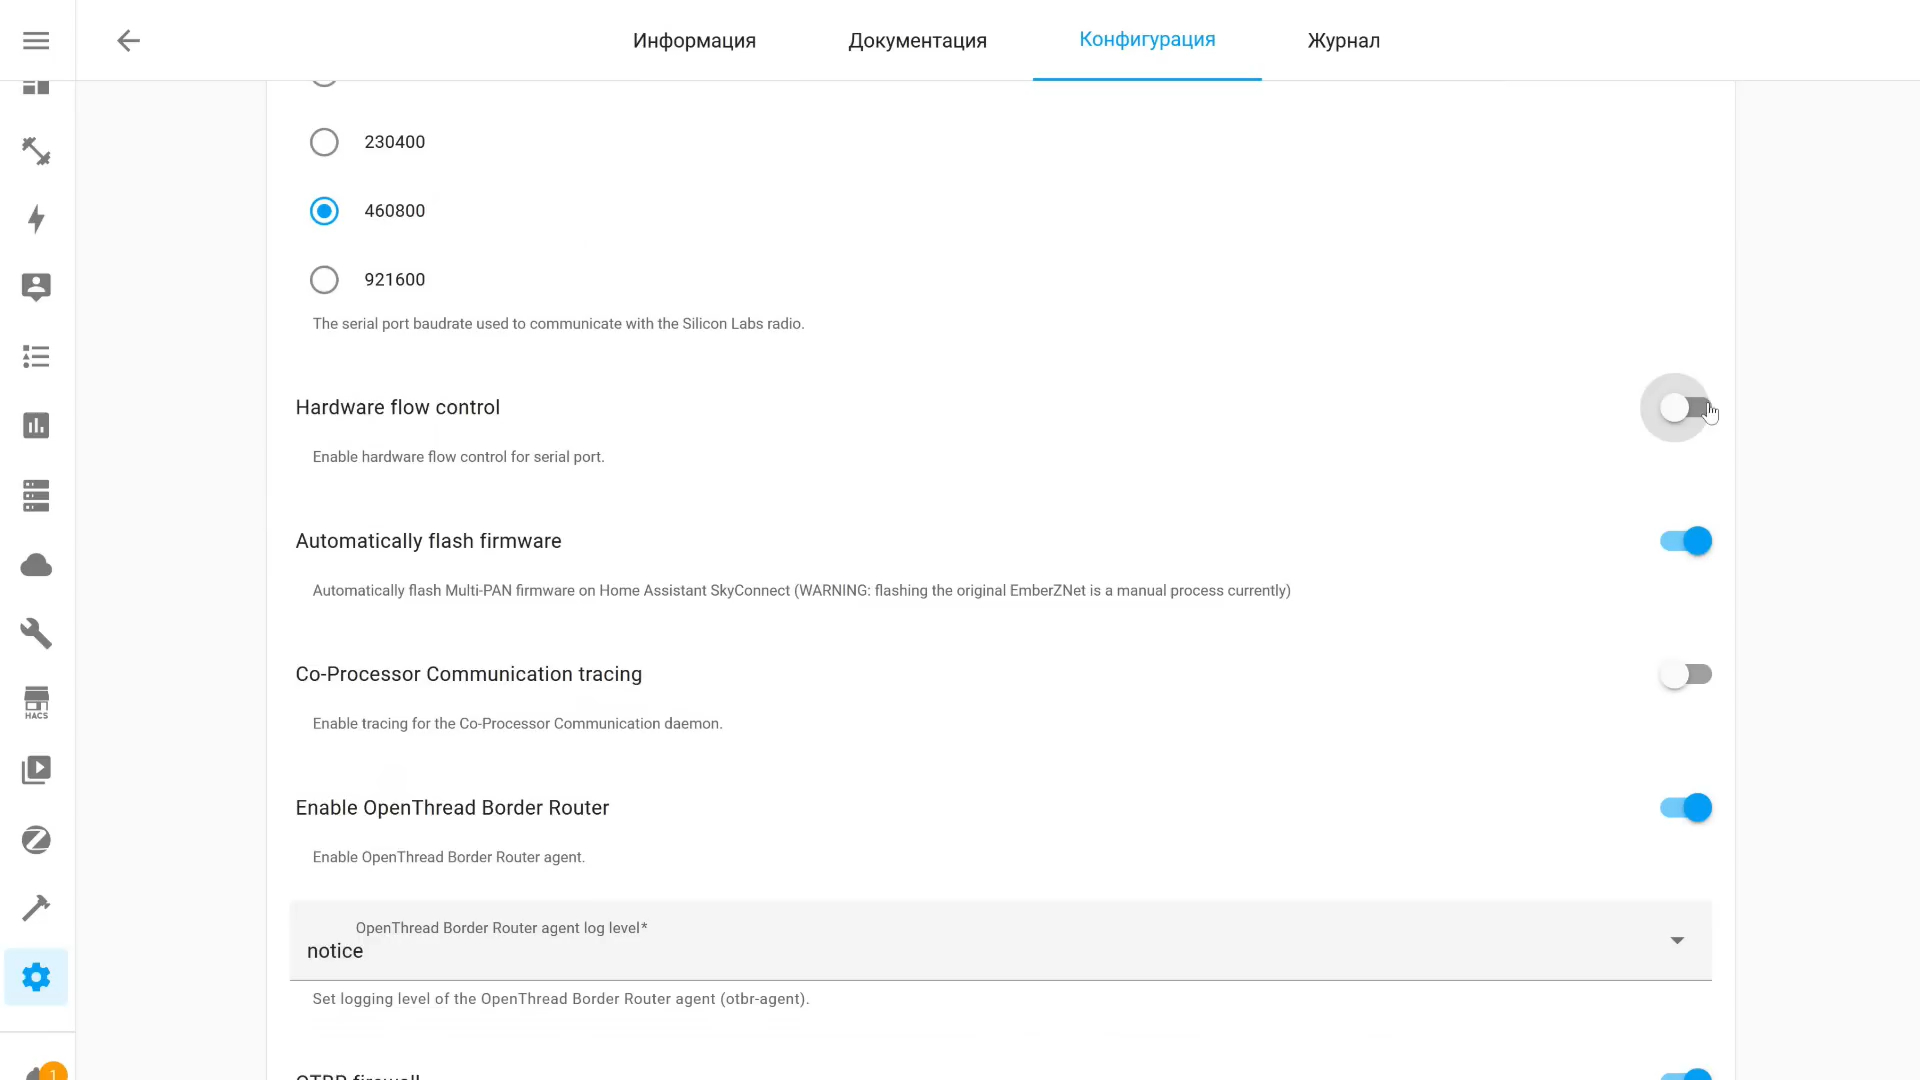 Информация
Документация
Конфигурация
Журнал
230400
460800
921600
The serial port baudrate used to communicate with the Silicon Labs radio.
Hardware flow control
Enable hardware flow control for serial port.
Automatically flash firmware
Automatically flash Multi-PAN firmware on Home Assistant SkyConnect (WARNING: flashing the original EmberZNet is a manual process currently)
Co-Processor Communication tracing
Enable tracing for the Co-Processor Communication daemon.
HACS
Enable OpenThread Border Router
Enable OpenThread Border Router agent.
OpenThread Border Router agent log level*
notice
Set logging level of the OpenThread Border Router agent (otbr-agent).
OTBR firewall
1